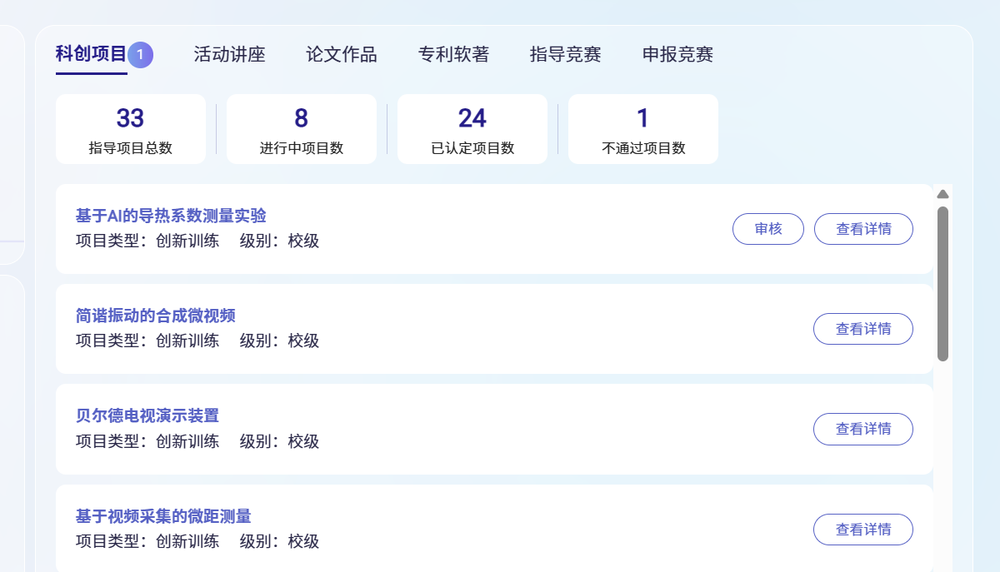 科创项目 1 活动讲座 论文作品 专利软著 指导竞赛 申报竞赛
33 8 24 1
指导项目总数 进行中项目数 已认定项目数 不通过项目数
基于AI的导热系数测量实验
项目类型：创新训练 级别：校级
审核 查看详情
简谐振动的合成微视频
项目类型：创新训练 级别：校级
查看详情
贝尔德电视演示装置
项目类型：创新训练 级别：校级
查看详情
基于视频采集的微距测量
项目类型：创新训练 级别：校级
查看详情